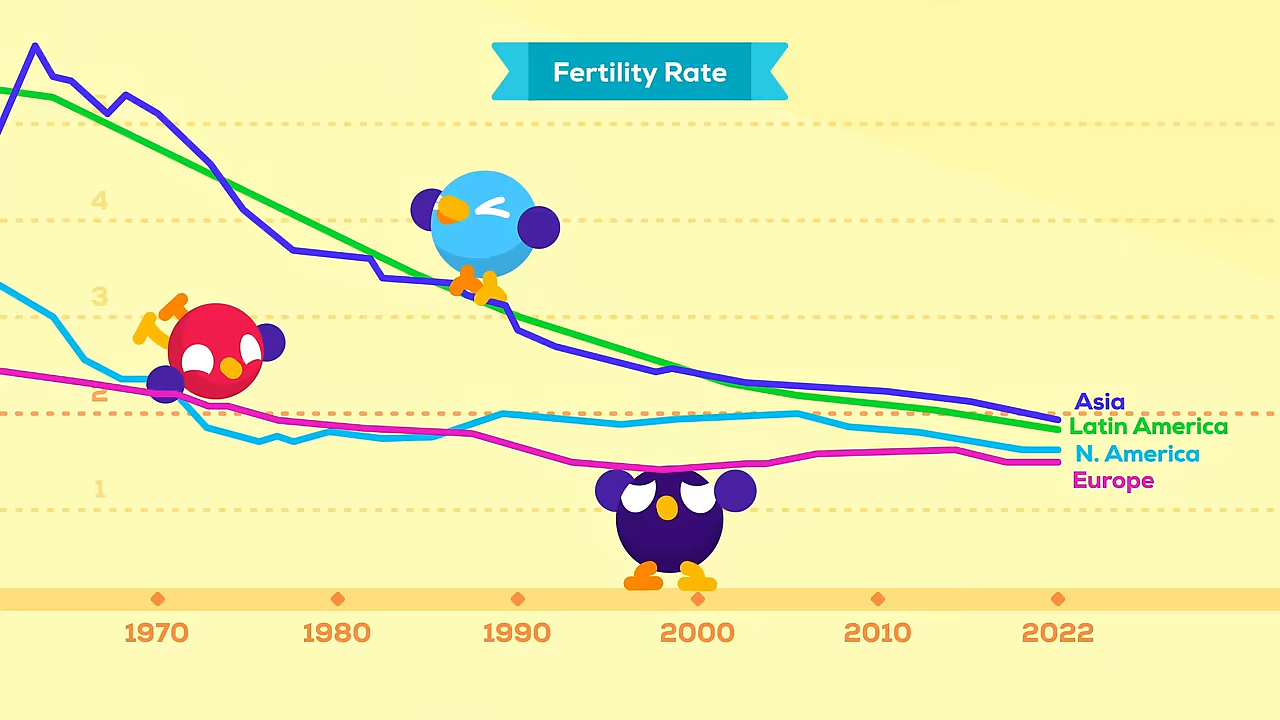 Fertility Rate
4
3
2
1
Asia
Latin America
N. America
Europe
1970
1980
1990
2000
2010
2022